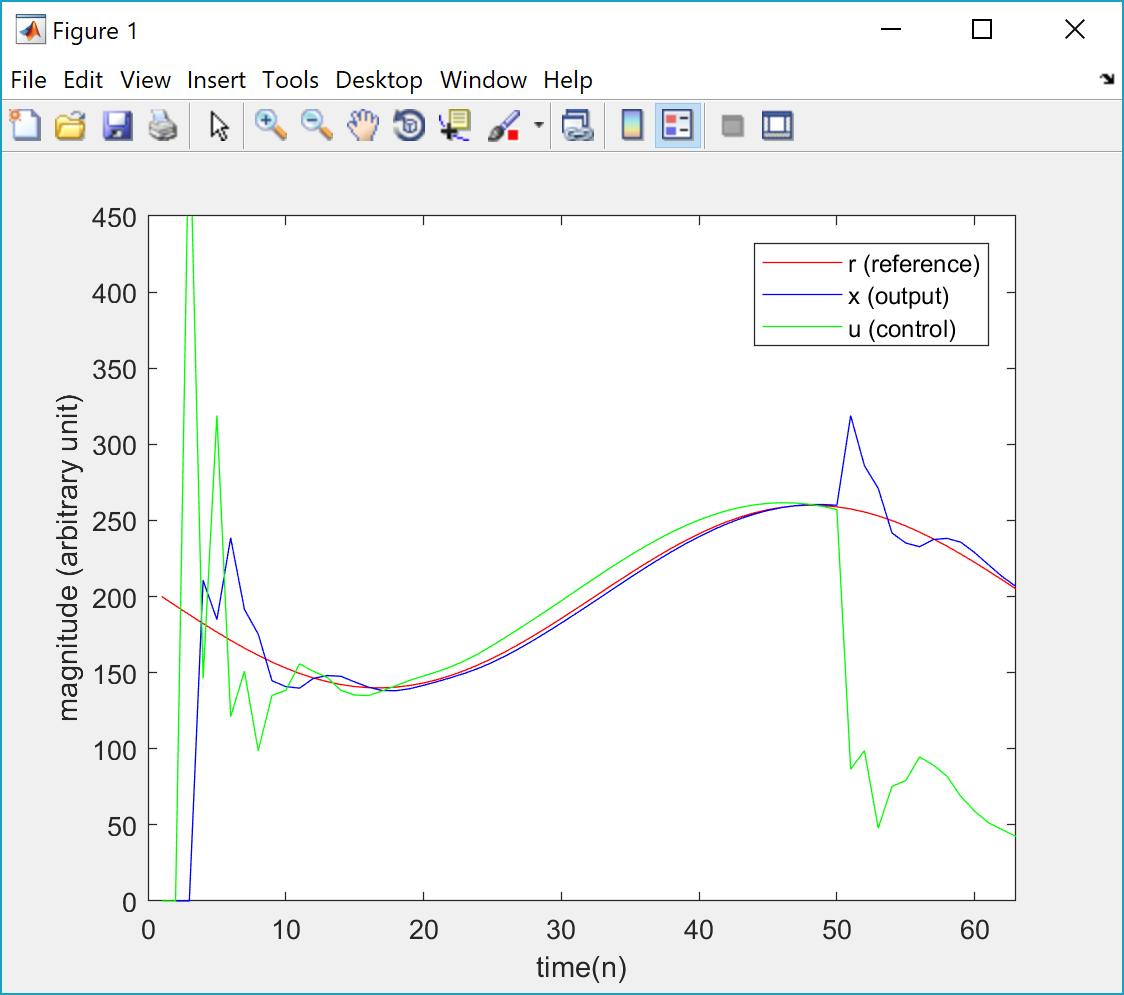 Figure 1
File Edit View Insert Tools Desktop Window Help
450
400
350
300
250
200
150
100
50
0
magnitude (arbitrary unit)
r (reference)
x (output)
u (control)
0 10 20 30 40 50 60
time(n)